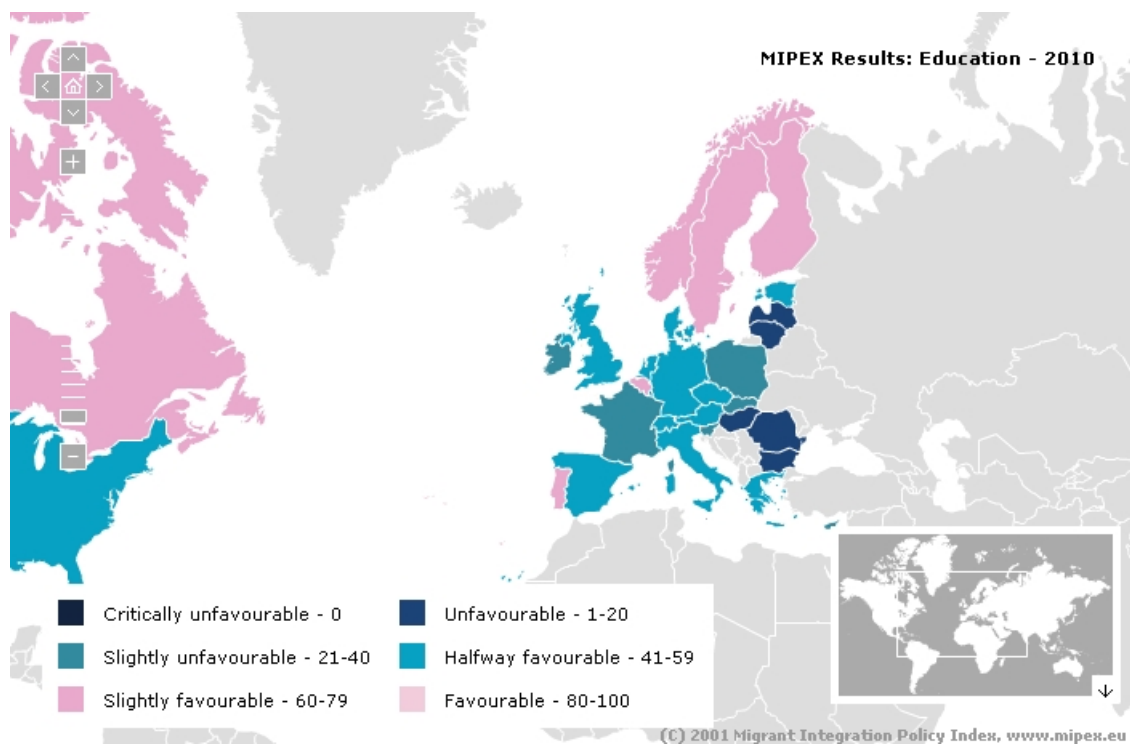 MIPEX Results: Education - 2010
Critically unfavourable - 0
Unfavourable - 1-20
Slightly unfavourable - 21-40
Halfway favourable - 41-59
Slightly favourable - 60-79
Favourable - 80-100
(C) 2001 Migrant Integration Policy Index, www.mipex.eu